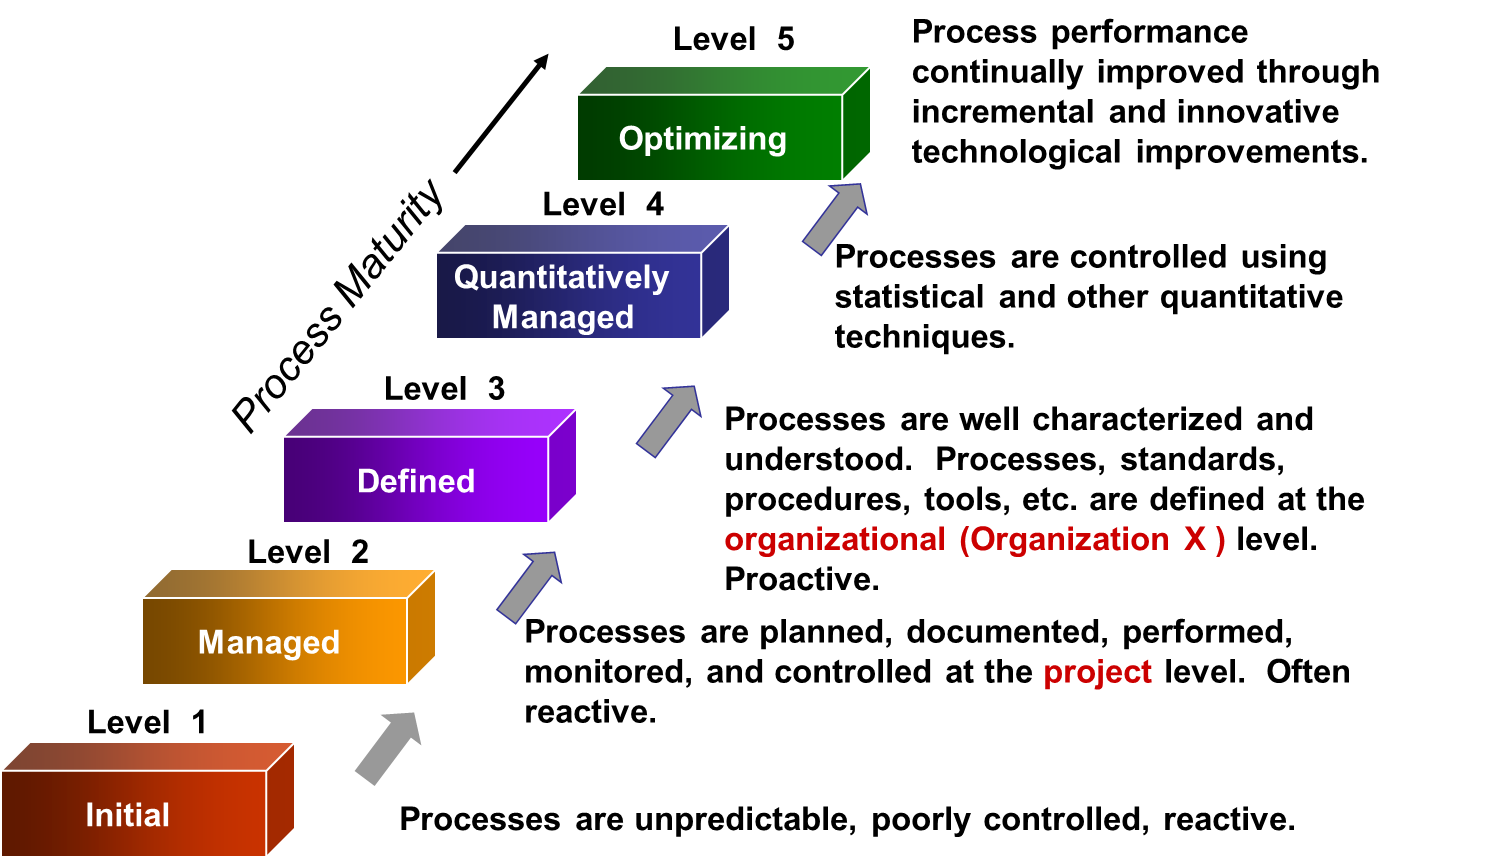 Level 5
Optimizing
Process performance
continually improved through
incremental and innovative
technological improvements.
Process Maturity
Level 4
Quantitatively
Managed
Processes are controlled using
statistical and other quantitative
techniques.
Level 3
Defined
Processes are well characterized and
understood. Processes, standards,
procedures, tools, etc. are defined at the
organizational (Organization X ) level.
Proactive.
Level 2
Managed
Processes are planned, documented, performed,
monitored, and controlled at the project level. Often
reactive.
Level 1
Initial
Processes are unpredictable, poorly controlled, reactive.